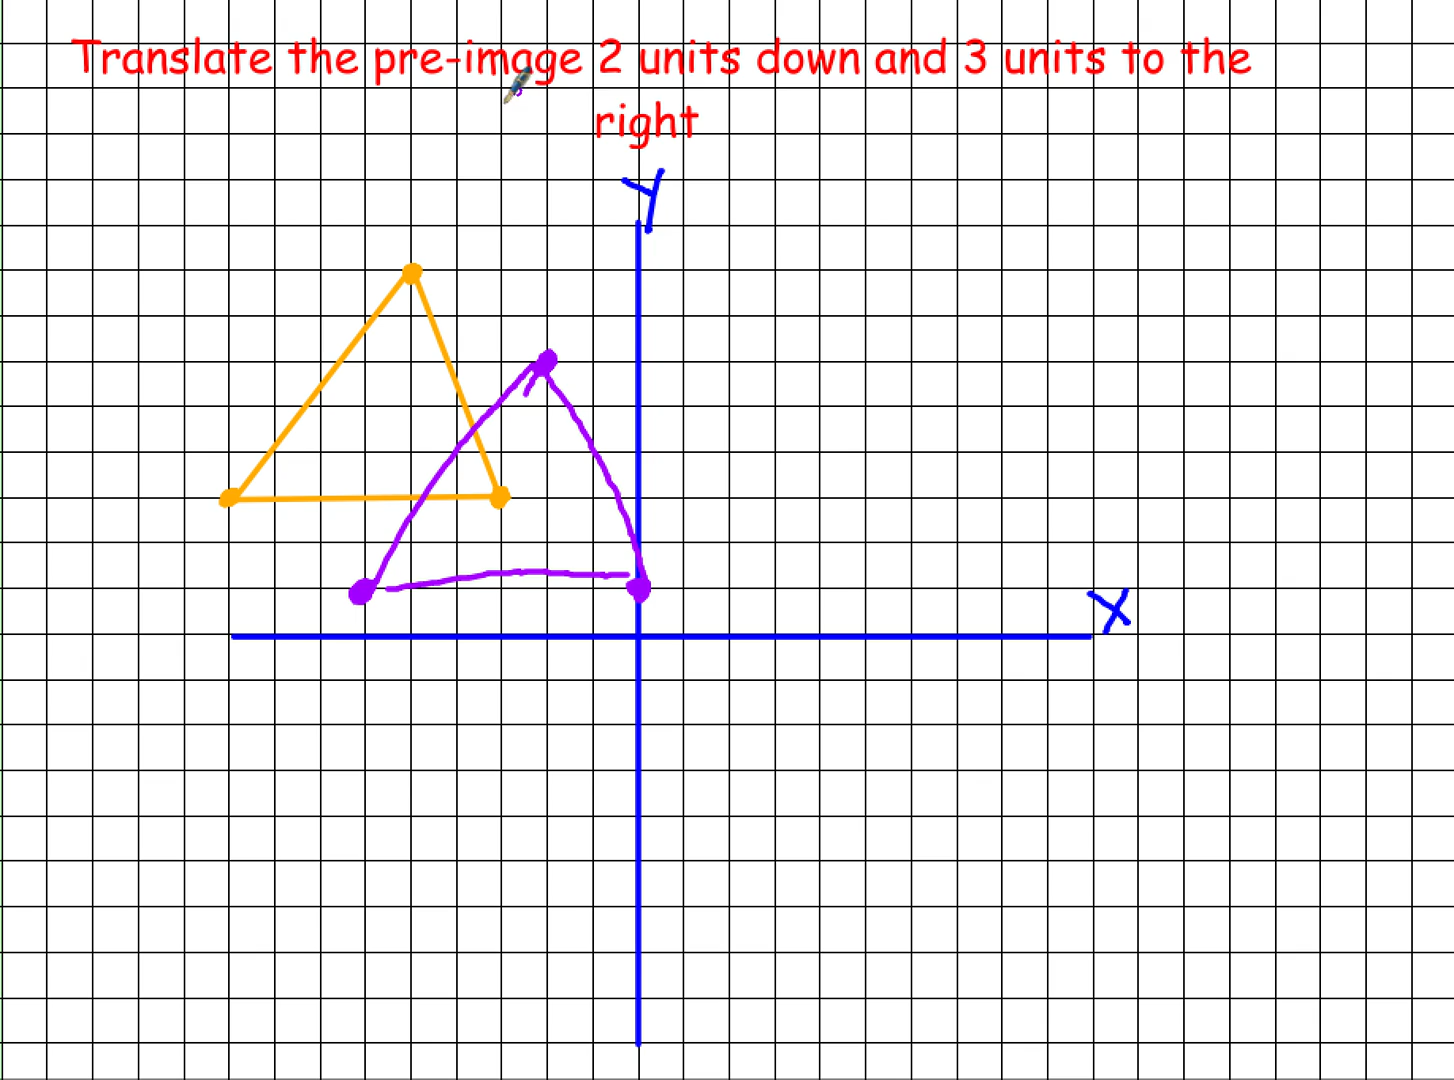 Translate the pre-image 2 units down and 3 units to the
right
Y
X